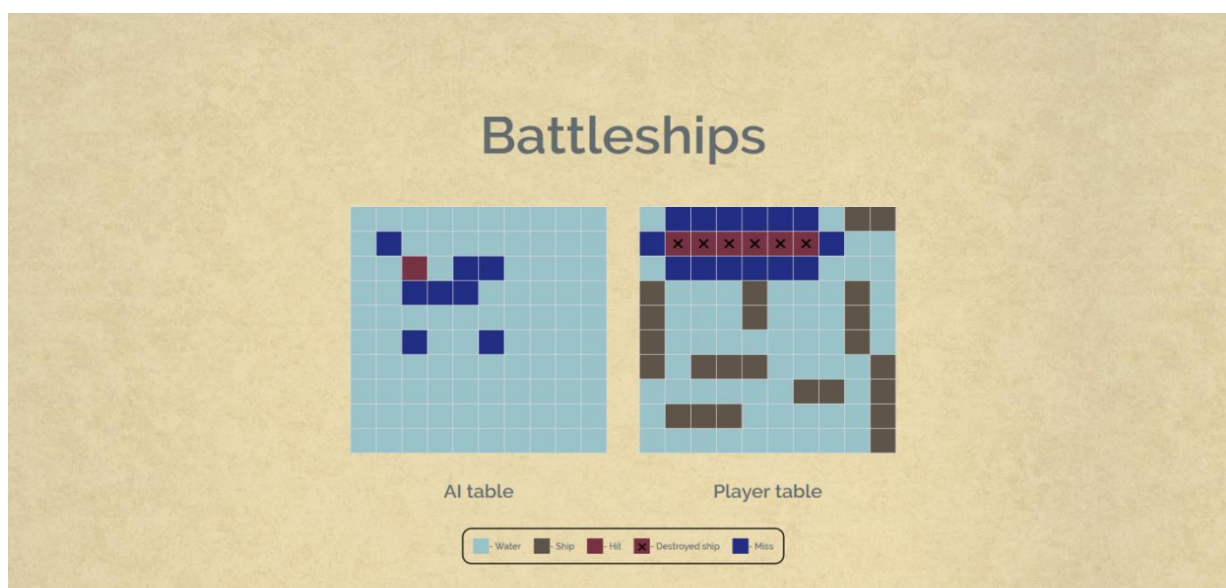 Battleships
AI table
Player table
- Water - Ship - Hit - Destroyed ship - Miss